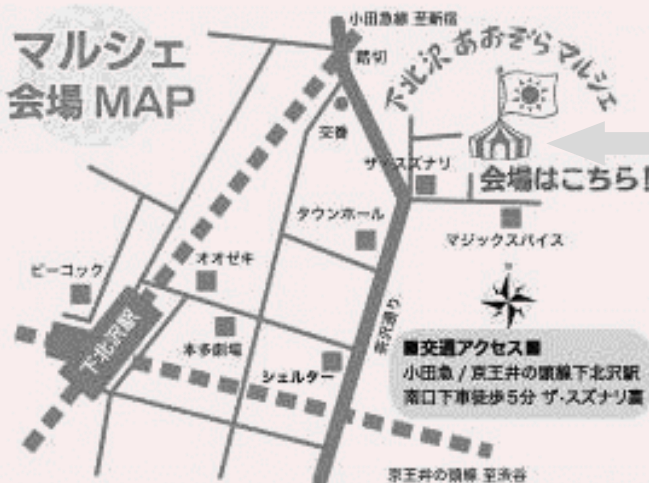 マルシェ
会場 MAP
小田急線 至新宿
踏切
下北沢 あおぞら マルシェ
交番
ザ・スズナリ
会場はこちら!
タウンホール
マジックスパイス
ピーコック
オオゼキ
下北沢駅
本多劇場
シェルター
茶沢通り
■交通アクセス■
小田急 / 京王井の頭線下北沢駅
南口下車徒歩5分 ザ・スズナリ裏
京王井の頭線 至渋谷